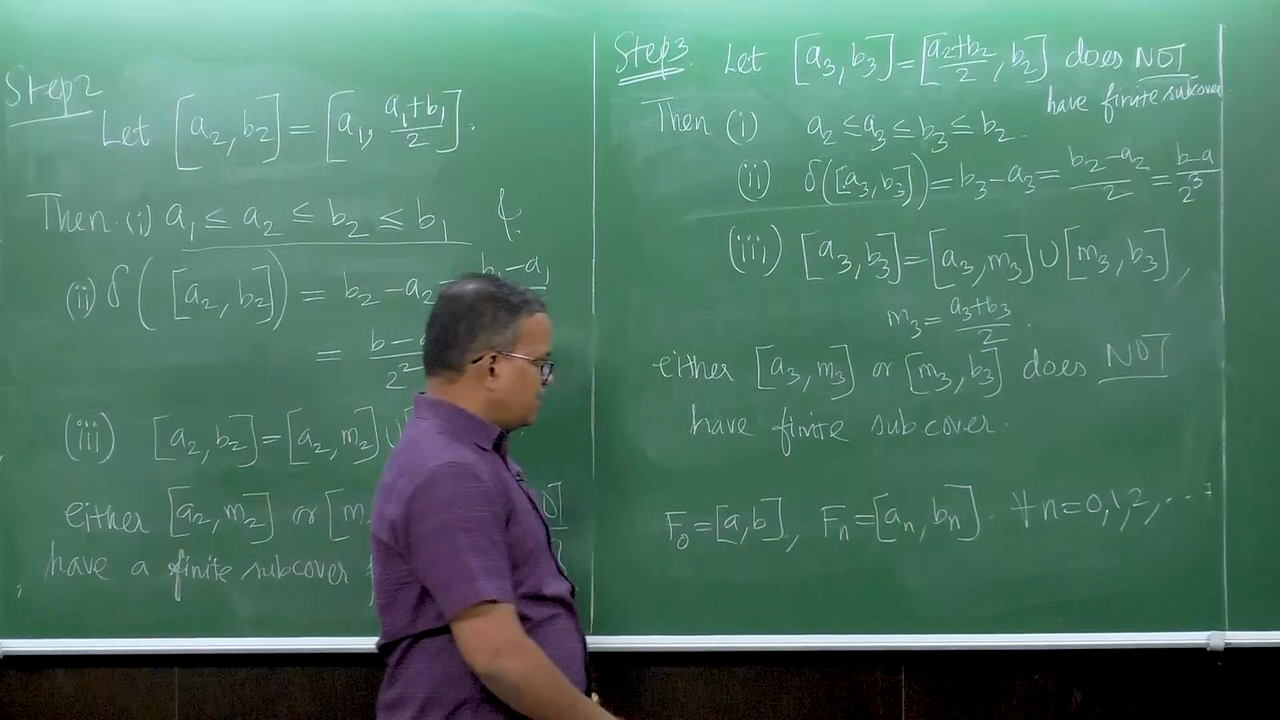 Step2
Let [a₂, b₂] = [a₁, (a₁+b₁)/2].
Then (i) a₁ ≤ a₂ ≤ b₂ ≤ b₁ &
(ii) δ([a₂, b₂]) = b₂-a₂ = b₁-a₁
= b-a/2²
(iii) [a₂, b₂] = [a₂, m₂] ∪
either [a₂, m₂] or [m
have a finite subcover
Step3 Let [a₃, b₃] = [(a₂+b₂)/2, b₂] does NOT
have finite subcover
Then (i) a₂ ≤ a₃ ≤ b₃ ≤ b₂.
(ii) δ([a₃, b₃]) = b₃-a₃ = (b₂-a₂)/2 = (b-a)/2³
(iii) [a₃, b₃] = [a₃, m₃] ∪ [m₃, b₃],
m₃ = (a₃+b₃)/2.
either [a₃, m₃] or [m₃, b₃] does NOT
have finite subcover.
F₀ = [a, b], Fₙ = [aₙ, bₙ]. ∀ n = 0, 1, 2, ...